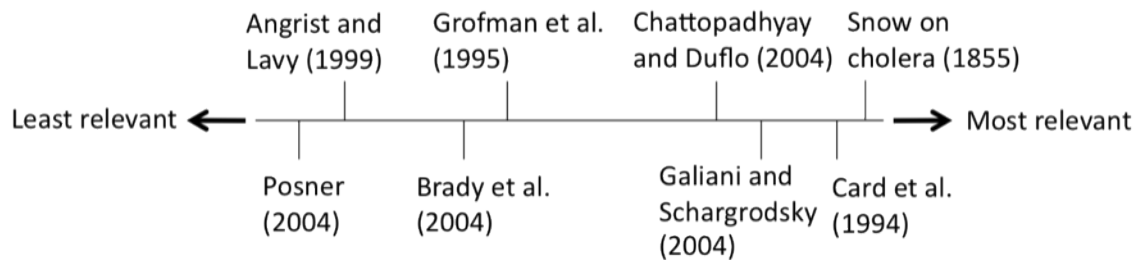 Angrist and
Lavy (1999)
Grofman et al.
(1995)
Chattopadhyay
and Duflo (2004)
Snow on
cholera (1855)
Least relevant
Most relevant
Posner
(2004)
Brady et al.
(2004)
Galiani and
Schargrodsky
(2004)
Card et al.
(1994)